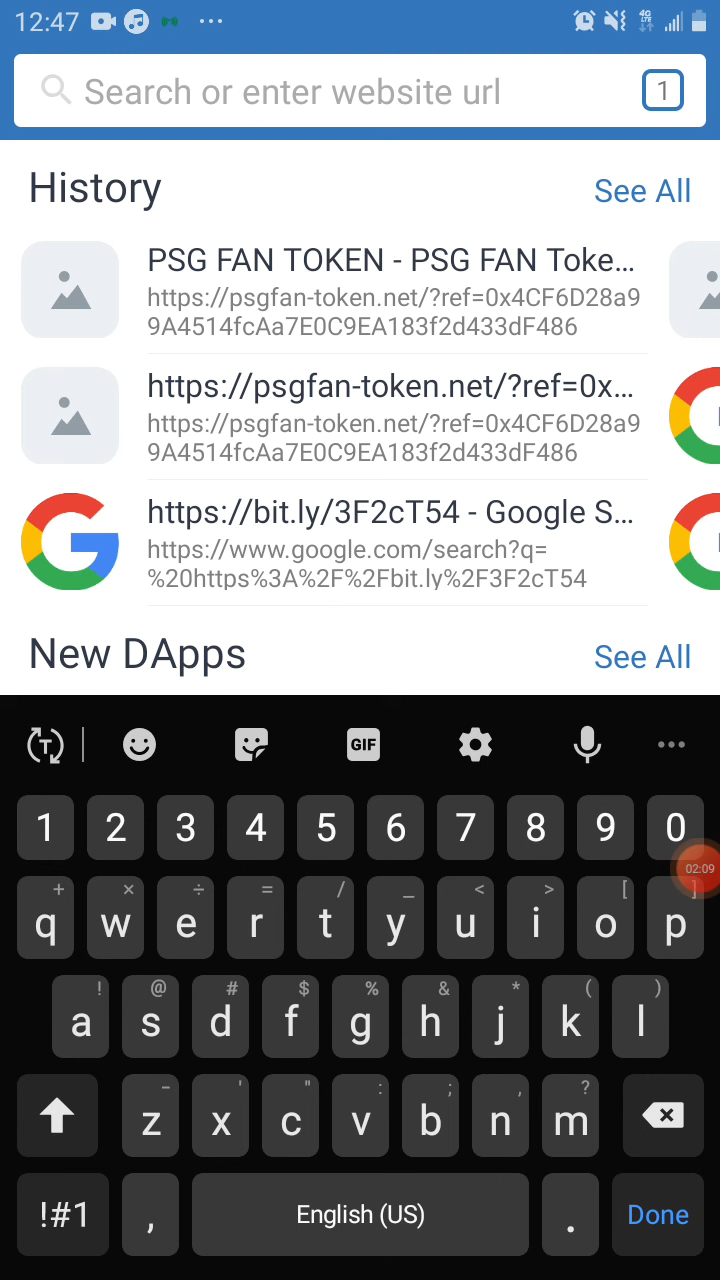 12:47
4G LTE
Search or enter website url
1
History
See All
PSG FAN TOKEN - PSG FAN Toke...
https://psgfan-token.net/?ref=0x4CF6D28a9
9A4514fcAa7E0C9EA183f2d433dF486
https://psgfan-token.net/?ref=0x...
https://psgfan-token.net/?ref=0x4CF6D28a9
9A4514fcAa7E0C9EA183f2d433dF486
https://bit.ly/3F2cT54 - Google S...
https://www.google.com/search?q=
%20https%3A%2F%2Fbit.ly%2F3F2cT54
New DApps
See All
T GIF ...
1 2 3 4 5 6 7 8 9 0
02:09
+ × ÷ = / _ < > [ ]
q w e r t y u i o p
! @ # $ % & * ( )
a s d f g h j k l
- ' " : ; , ?
z x c v b n m
!#1 , English (US) . Done